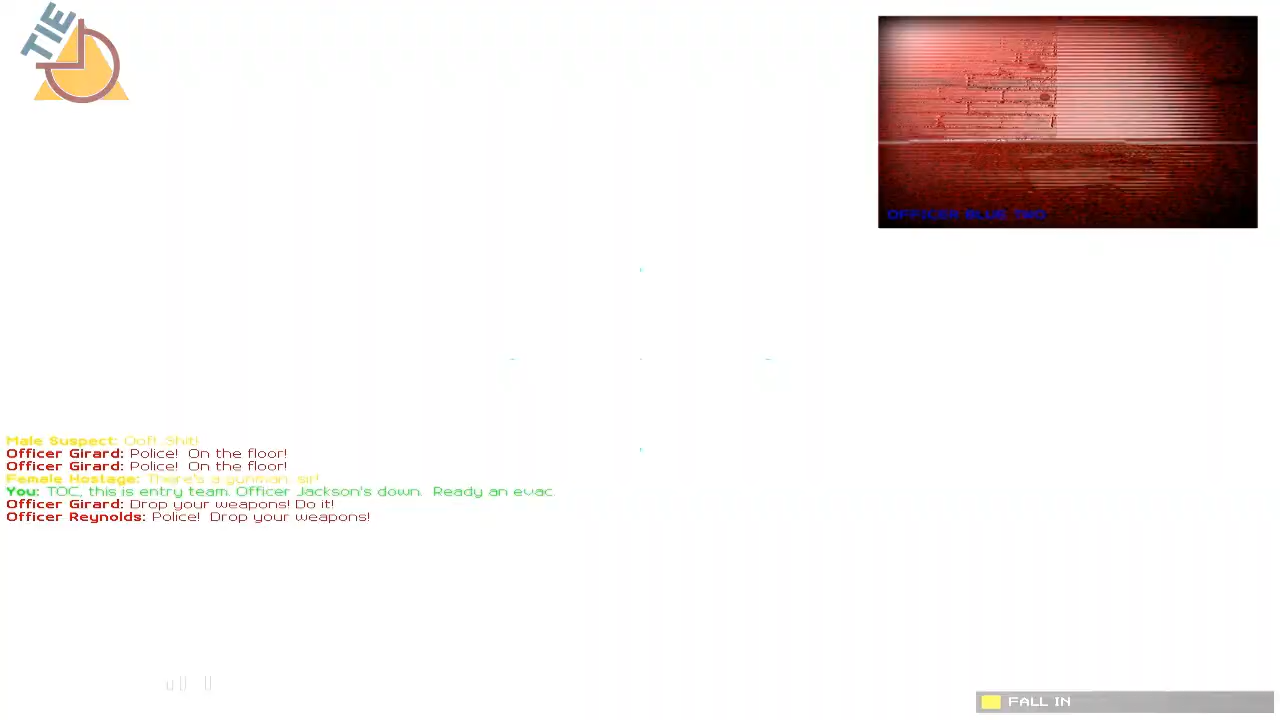 TIE
OFFICER BLUE TWO
Male Suspect: Oof! Shit!
Officer Girard: Police! On the floor!
Officer Girard: Police! On the floor!
Female Hostage: There's a gunman, sir!
You: TOC, this is entry team. Officer Jackson's down. Ready an evac.
Officer Girard: Drop your weapons! Do it!
Officer Reynolds: Police! Drop your weapons!
FALL IN